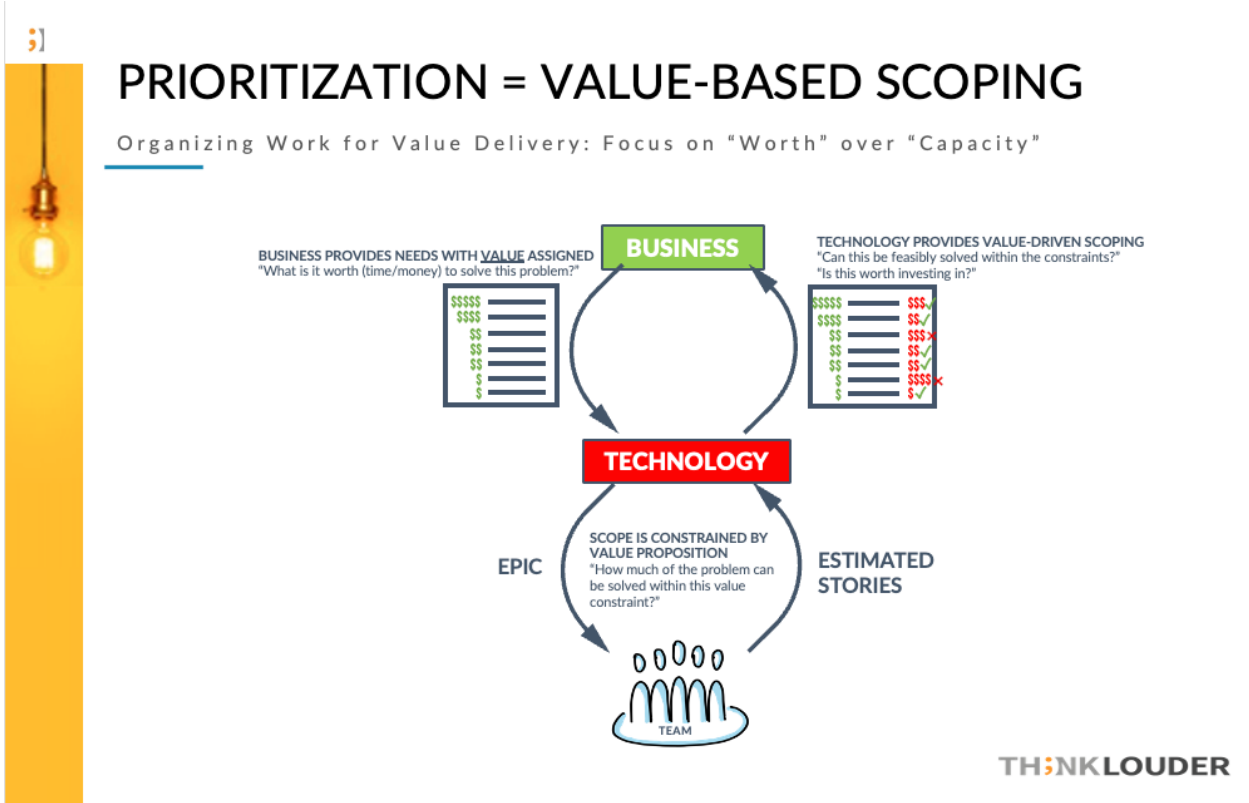 ;]
PRIORITIZATION = VALUE-BASED SCOPING
Organizing Work for Value Delivery: Focus on “Worth” over “Capacity”
BUSINESS PROVIDES NEEDS WITH VALUE ASSIGNED
“What is it worth (time/money) to solve this problem?”
$$$$$
$$$$
$$
$$
$$
$
$
BUSINESS
TECHNOLOGY PROVIDES VALUE-DRIVEN SCOPING
“Can this be feasibly solved within the constraints?”
“Is this worth investing in?”
$$$$$ $$$✓
$$$$ $$✓
$$ $$$×
$$ $$✓
$$ $$✓
$ $$$$×
$ $✓
TECHNOLOGY
EPIC
SCOPE IS CONSTRAINED BY
VALUE PROPOSITION
“How much of the problem can
be solved within this value
constraint?”
ESTIMATED
STORIES
TEAM
TH;NKLOUDER